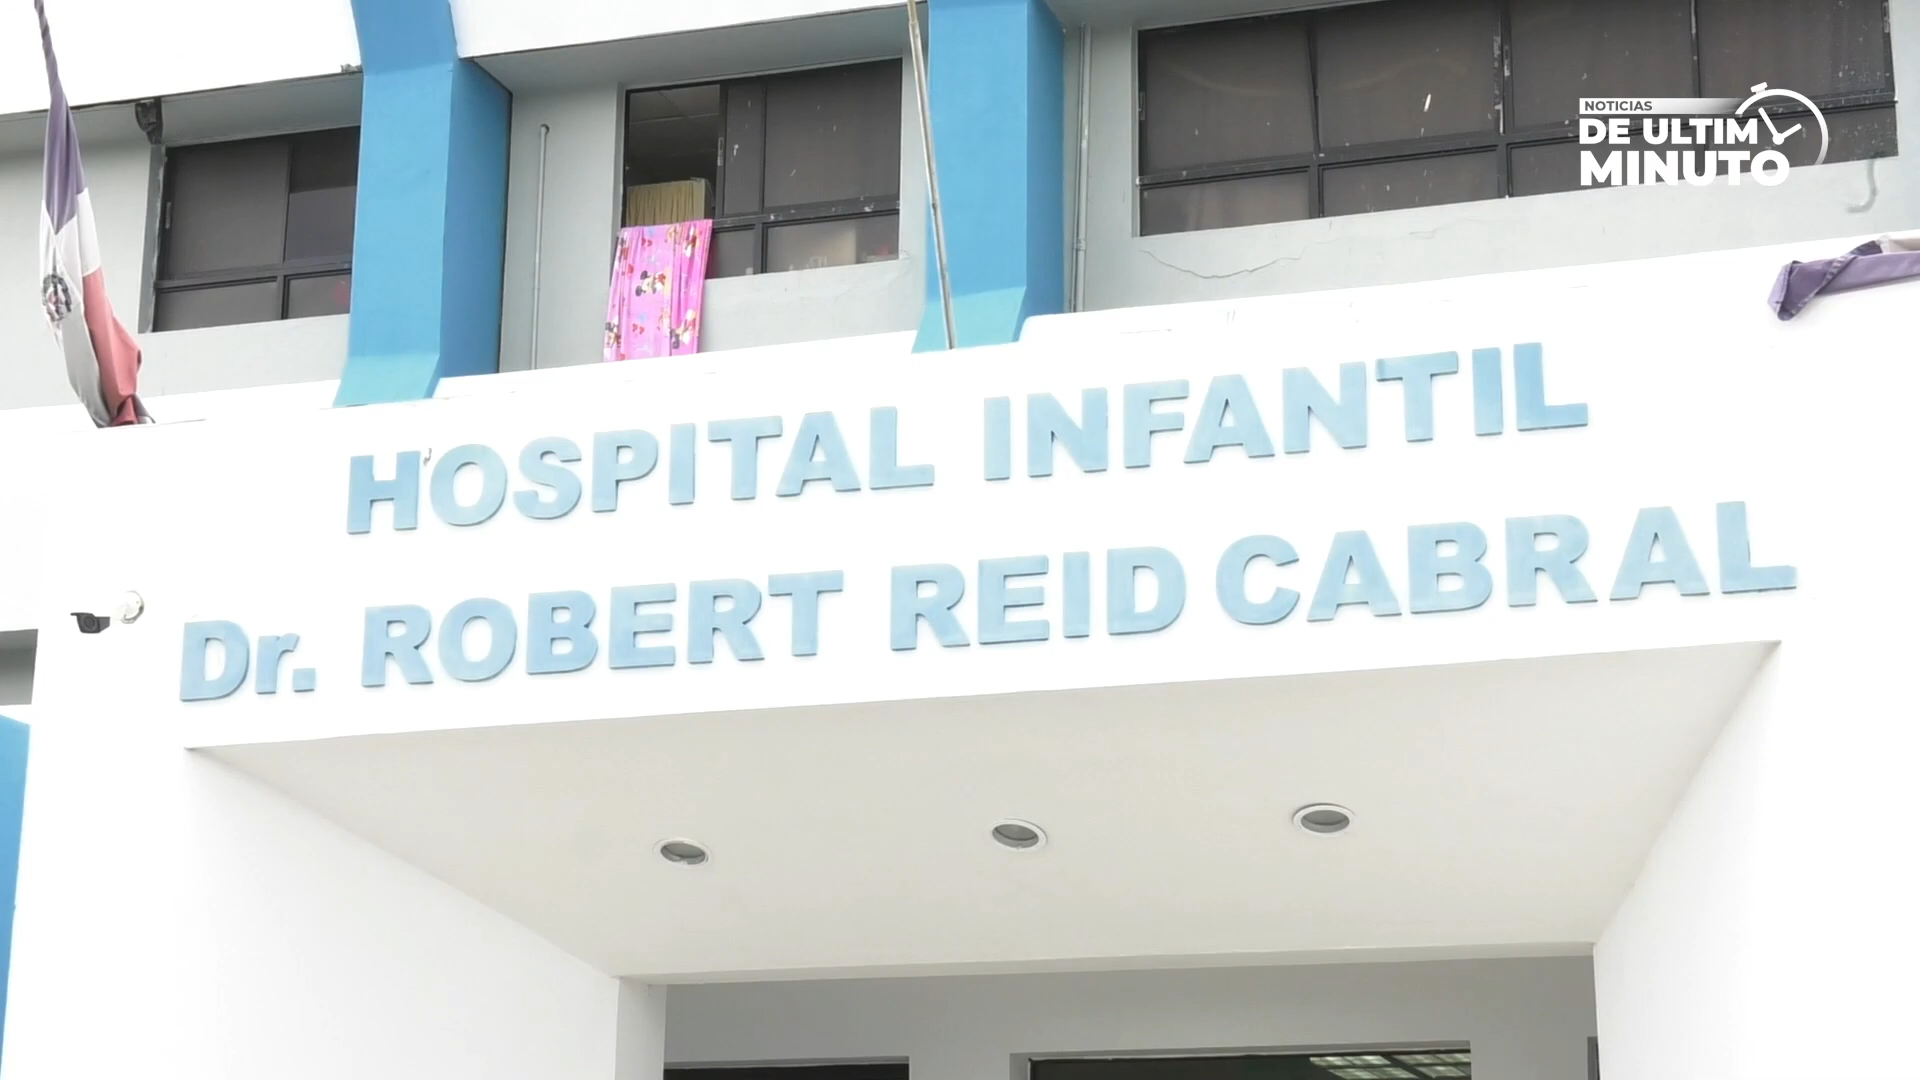 NOTICIAS
DE ULTIM
MINUTO
HOSPITAL INFANTIL
Dr. ROBERT REID CABRAL